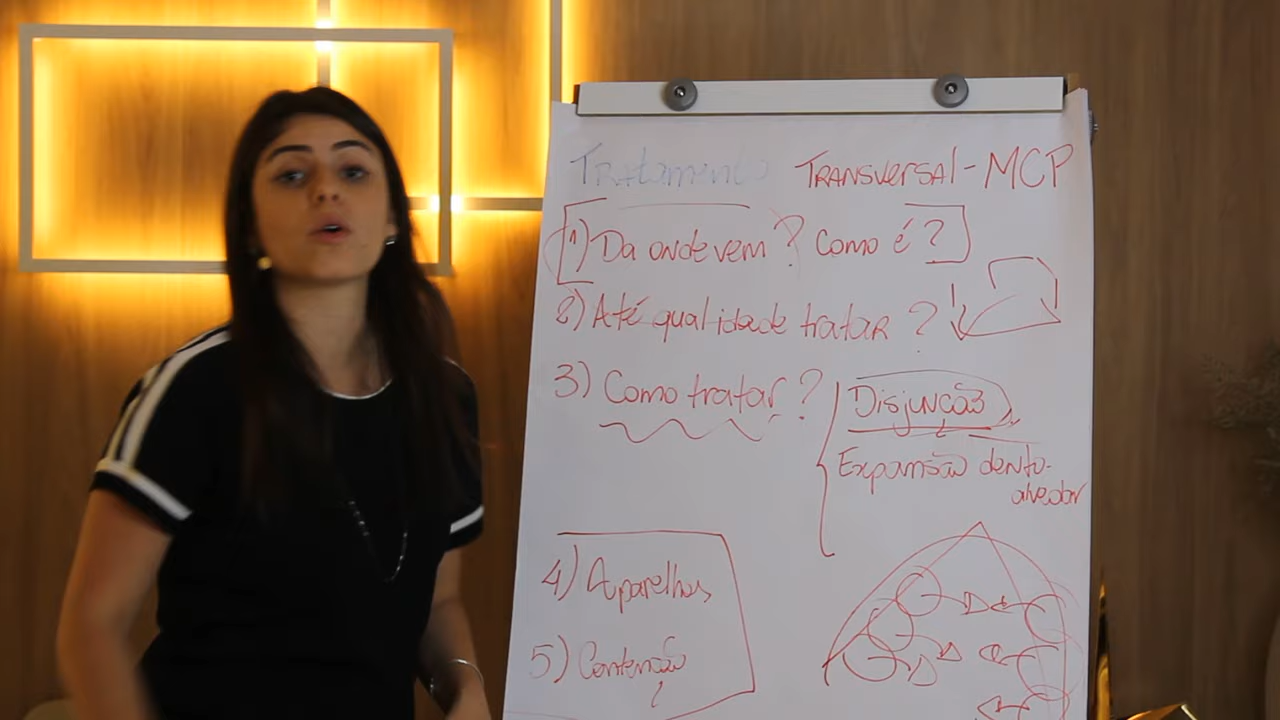 Tratamento TRANSVERSAL - MCP
1) Da onde vem? Como é?
2) Até qual idade tratar?
3) Como tratar?
Disjunção
Expansão dento-
alveolar
4) Aparelhos
5) Contenção